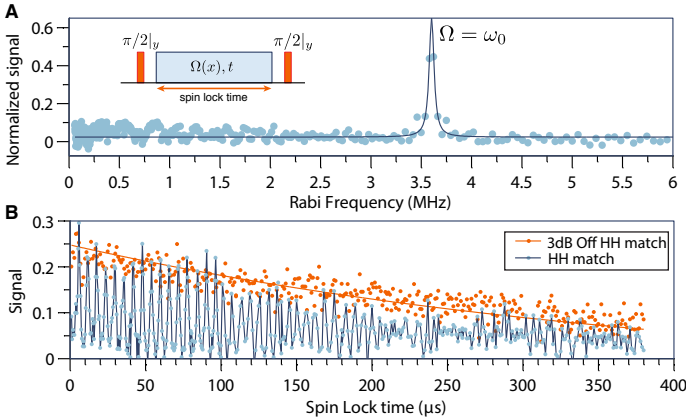 A
Normalized signal
0.6
0.4
0.2
0
π/2|y
π/2|y
Ω(x), t
spin lock time
Ω = ω0
0 0.5 1 1.5 2 2.5 3 3.5 4 4.5 5 5.5 6
Rabi Frequency (MHz)
B
Signal
0.3
0.2
0.1
0
3dB Off HH match
HH match
0 50 100 150 200 250 300 350 400
Spin Lock time (μs)